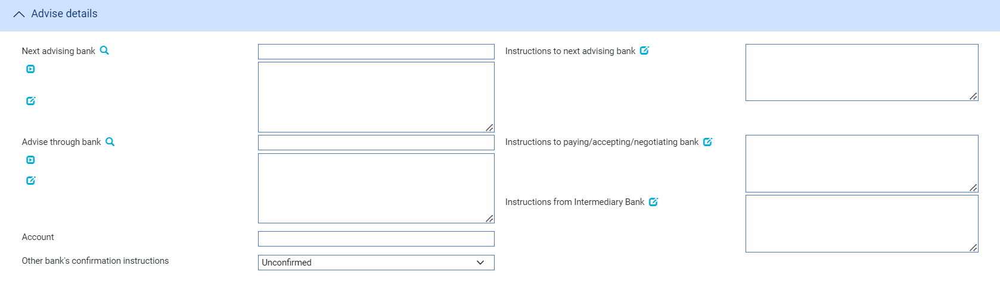 Advise details
Next advising bank
Instructions to next advising bank
Advise through bank
Instructions to paying/accepting/negotiating bank
Instructions from Intermediary Bank
Account
Other bank's confirmation instructions
Unconfirmed